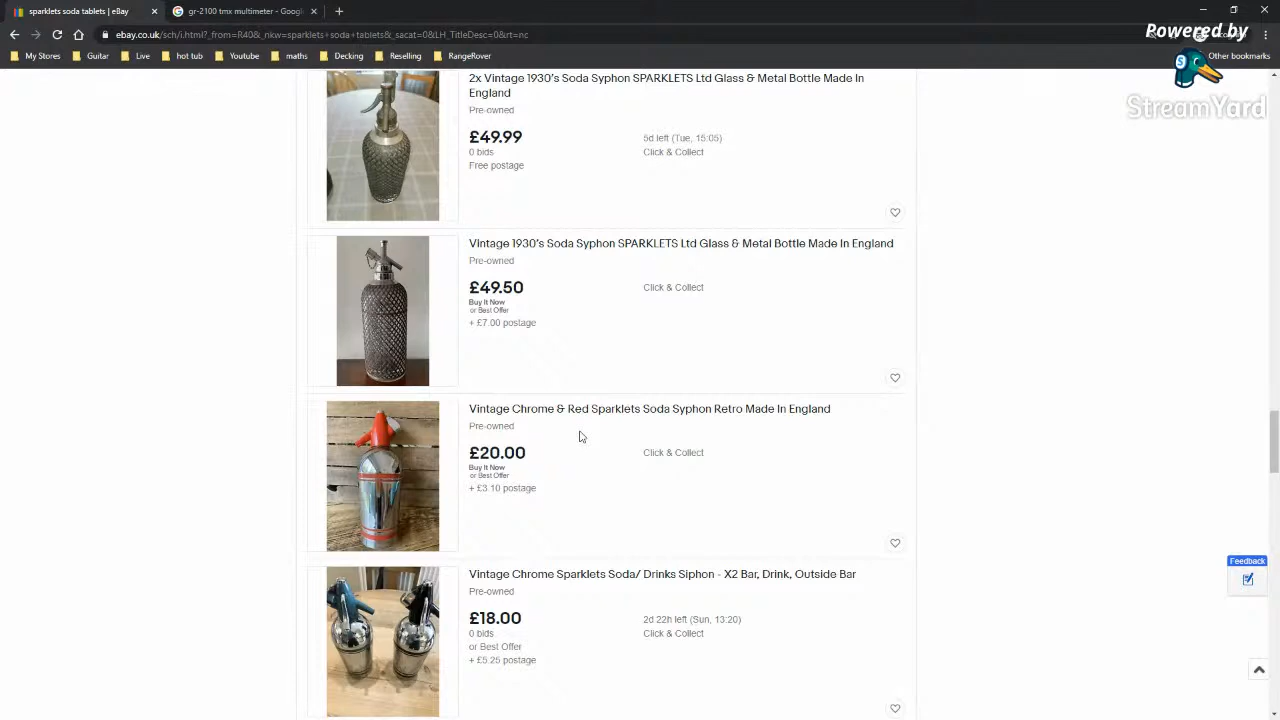 sparklets soda tablets | eBay
gr-2100 tmx multimeter - Google
ebay.co.uk/sch/i.html?_from=R40&_nkw=sparklets+soda+tablets&_sacat=0&LH_TitleDesc=0&rt=nc
My Stores Guitar Live hot tub Youtube maths Decking Reselling RangeRover Other bookmarks
Powered by
StreamYard
2x Vintage 1930's Soda Syphon SPARKLETS Ltd Glass & Metal Bottle Made In
England
Pre-owned
£49.99 5d left (Tue, 15:05)
0 bids Click & Collect
Free postage
Vintage 1930's Soda Syphon SPARKLETS Ltd Glass & Metal Bottle Made In England
Pre-owned
£49.50 Click & Collect
Buy It Now
or Best Offer
+ £7.00 postage
Vintage Chrome & Red Sparklets Soda Syphon Retro Made In England
Pre-owned
£20.00 Click & Collect
Buy It Now
or Best Offer
+ £3.10 postage
Feedback
Vintage Chrome Sparklets Soda/ Drinks Siphon - X2 Bar, Drink, Outside Bar
Pre-owned
£18.00 2d 22h left (Sun, 13:20)
0 bids Click & Collect
or Best Offer
+ £5.25 postage